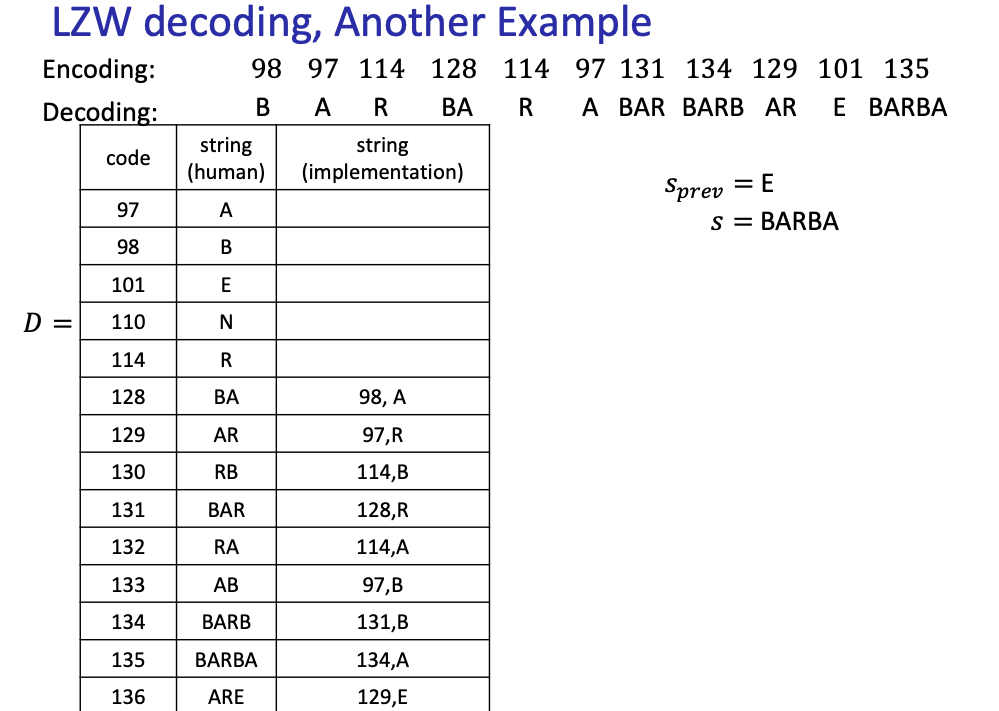 LZW decoding, Another Example
Encoding: 98 97 114 128 114 97 131 134 129 101 135
Decoding: B A R BA R A BAR BARB AR E BARBA
code string (human) string (implementation)
97 A
98 B
101 E
110 N
114 R
128 BA 98, A
129 AR 97,R
130 RB 114,B
131 BAR 128,R
132 RA 114,A
133 AB 97,B
134 BARB 131,B
135 BARBA 134,A
136 ARE 129,E
D =
s_prev = E
s = BARBA